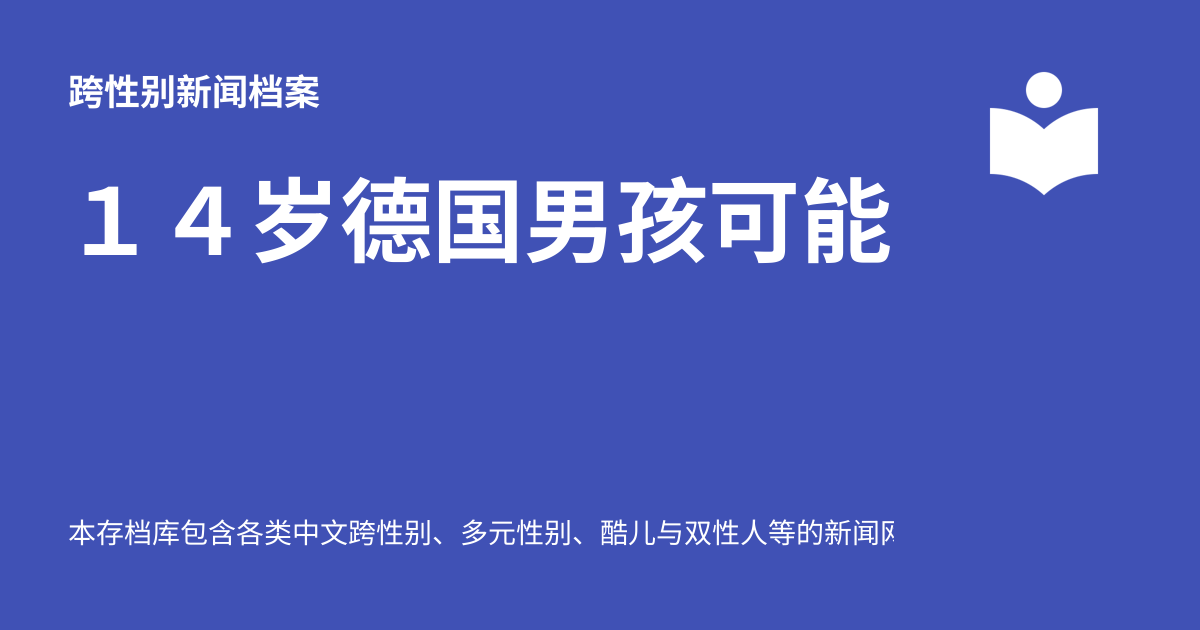 跨性别新闻档案
１４岁德国男孩可能
本存档库包含各类中文跨性别、多元性别、酷儿与双性人等的新闻